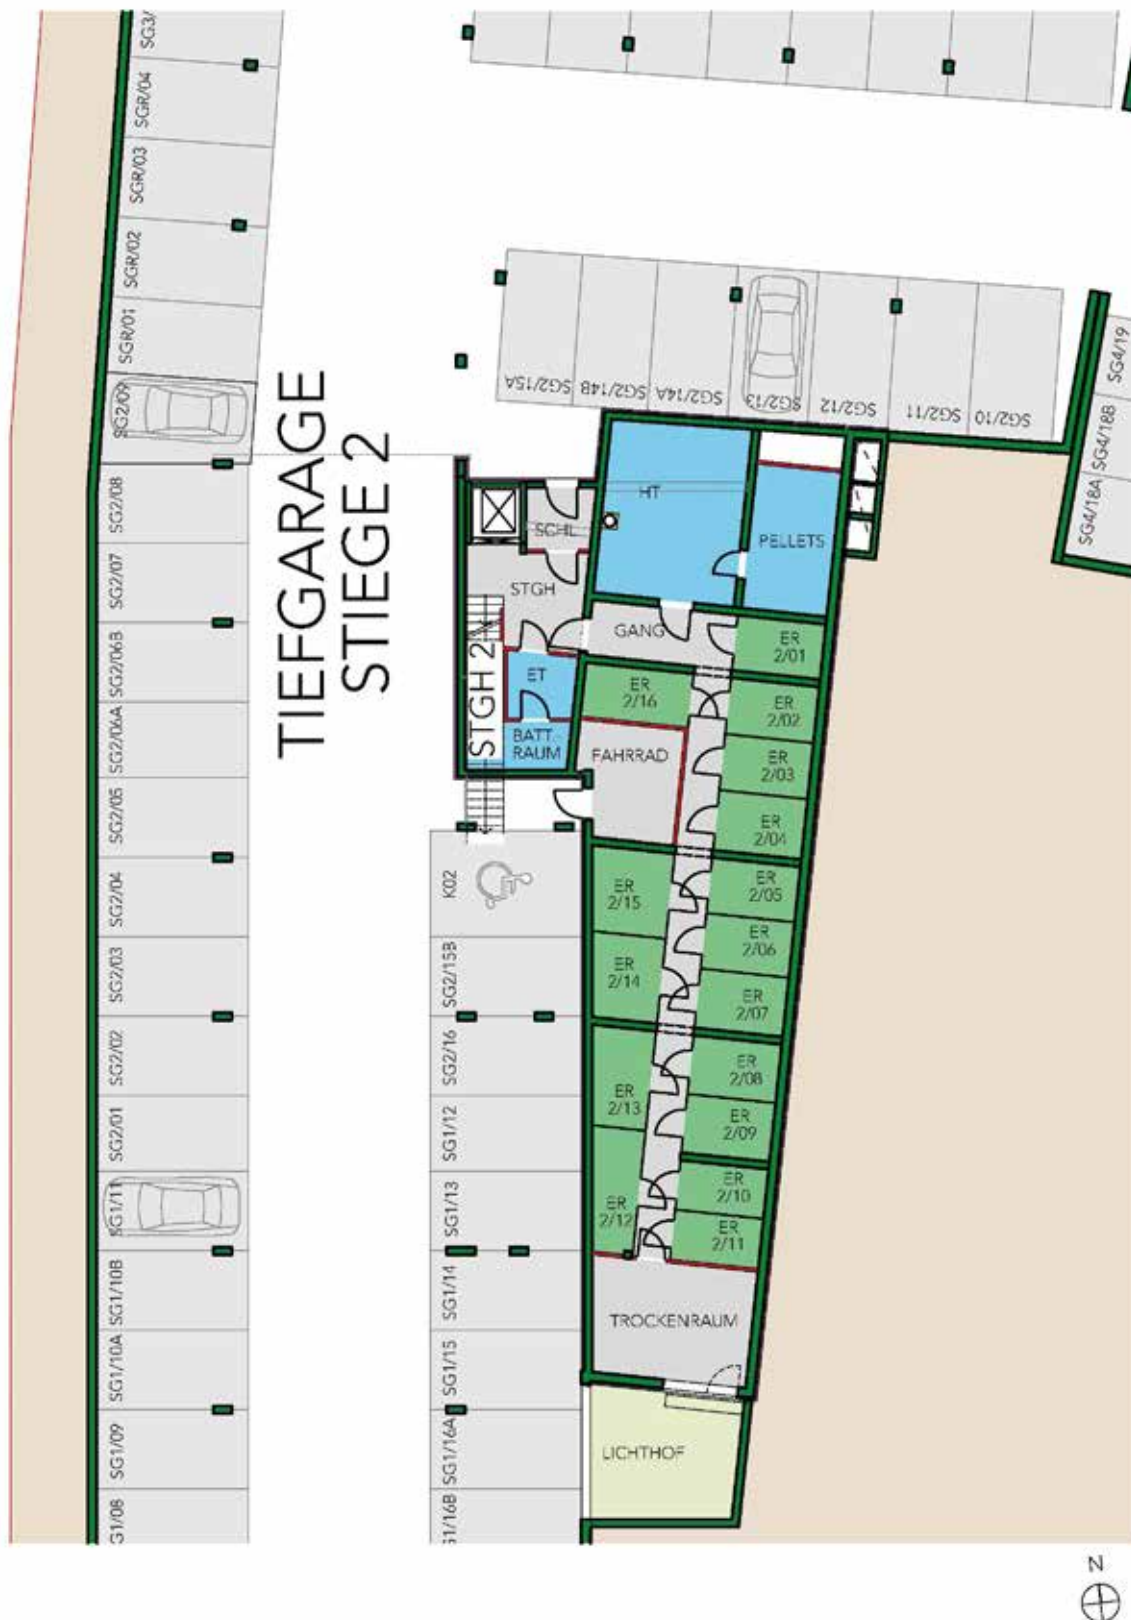 SG3/
SGR/04
SGR/03
SGR/02
SGR/01
SG2/09
SG2/08
SG2/07
SG2/06B
SG2/06A
SG2/05
SG2/04
SG2/03
SG2/02
SG2/01
SG1/11
SG1/10B
SG1/10A
SG1/09
G1/08
TIEFGARAGE
STIEGE 2
SG2/15A
SG2/14B
SG2/14A
SG2/13
SG2/12
SG2/11
SG2/10
SG4/19
SG4/18B
SG4/18A
HT
PELLETS
SCHL
STGH
GANG
STGH 2
ET
BATT.
RAUM
FAHRRAD
ER
2/16
ER
2/01
ER
2/02
ER
2/03
ER
2/04
ER
2/05
ER
2/06
ER
2/07
ER
2/08
ER
2/09
ER
2/10
ER
2/11
ER
2/15
ER
2/14
ER
2/13
ER
2/12
K02
SG2/15B
SG2/16
SG1/12
SG1/13
SG1/14
SG1/15
SG1/16A
G1/16B
TROCKENRAUM
LICHTHOF
N